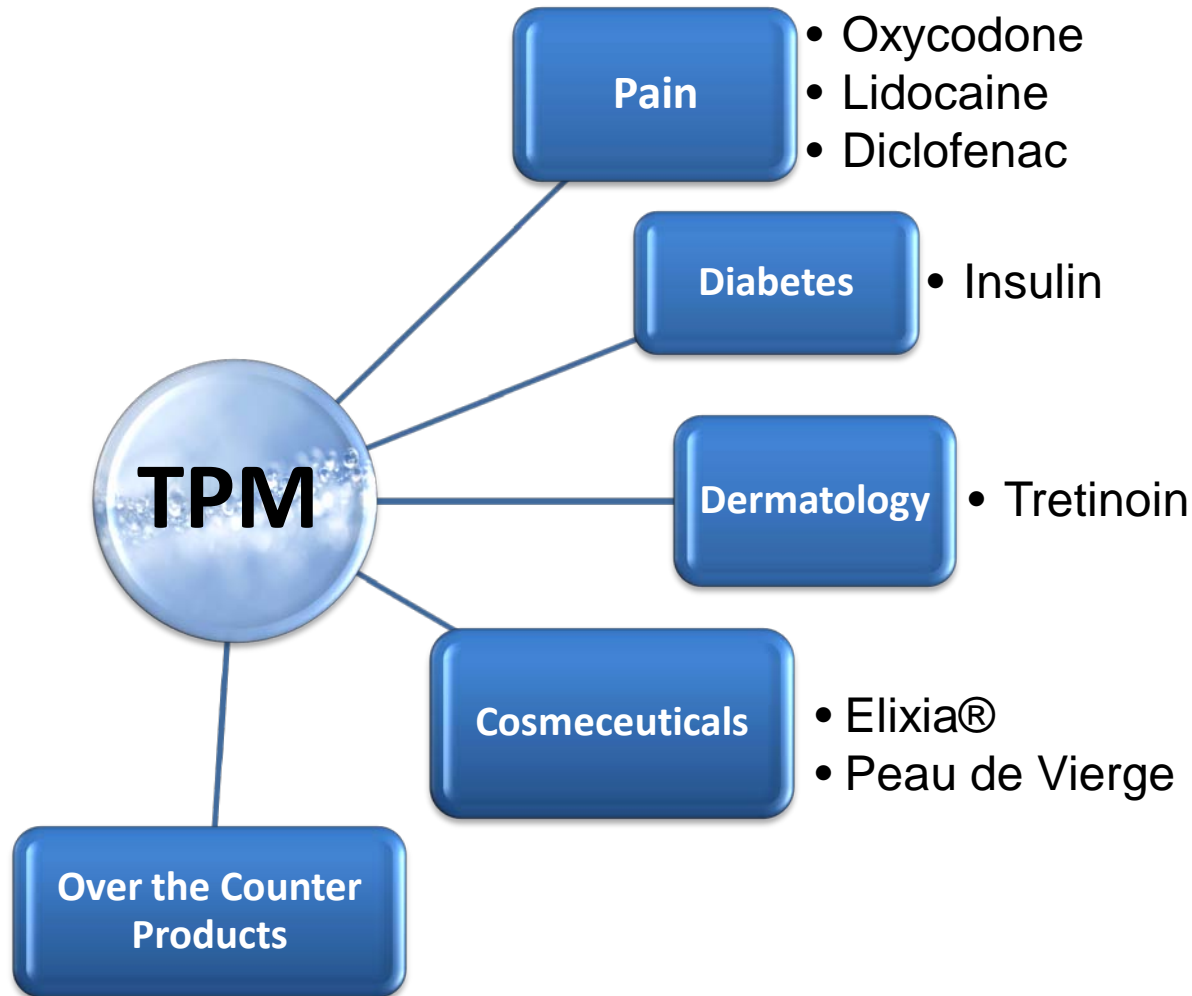 Pain
• Oxycodone
• Lidocaine
• Diclofenac
Diabetes
• Insulin
TPM
Dermatology
• Tretinoin
Cosmeceuticals
• Elixia®
• Peau de Vierge
Over the Counter
Products